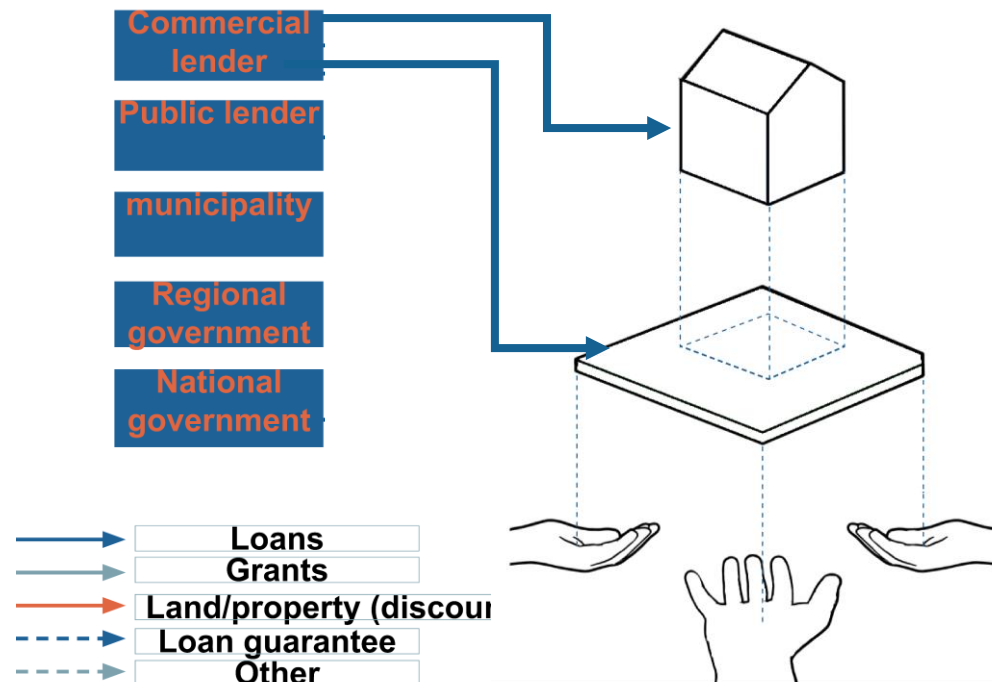 Commercial
lender
Public lender
municipality
Regional
government
National
government
Loans
Grants
Land/property (discou
Loan guarantee
Other